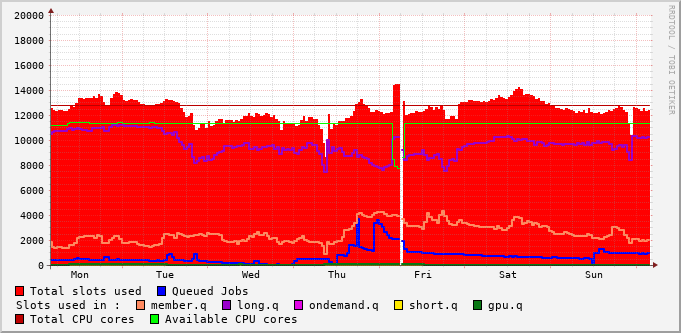 20000
18000
16000
14000
12000
10000
8000
6000
4000
2000
0
Mon Tue Wed Thu Fri Sat Sun
RRDTOOL / TOBI OETIKER
Total slots used Queued Jobs
Slots used in : member.q long.q ondemand.q short.q gpu.q
Total CPU cores Available CPU cores